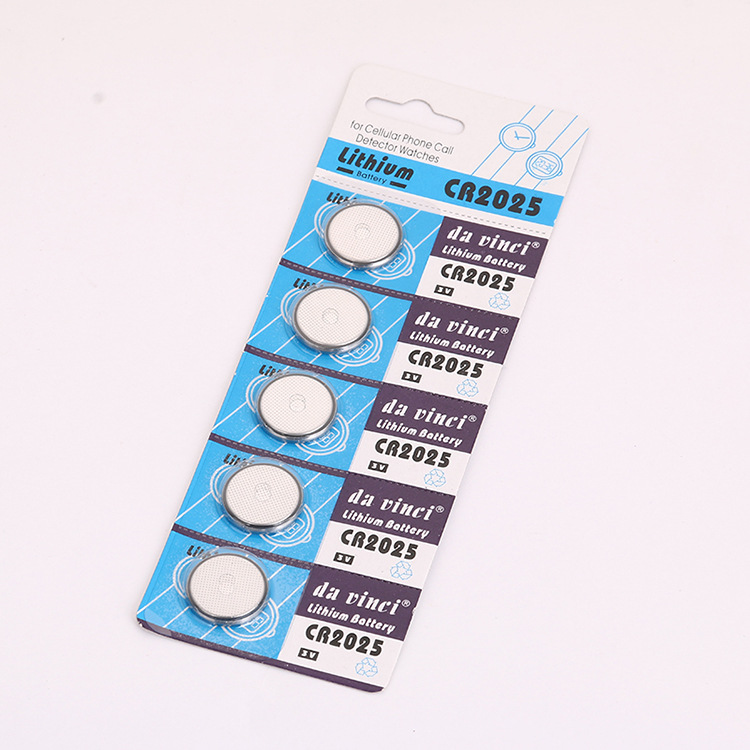 for Cellular Phone Call
Detector Watches
Lithium
Battery
CR2025
da vinci®
Lithium Battery
CR2025
3V
da vinci®
Lithium Battery
CR2025
3V
da vinci®
Lithium Battery
CR2025
3V
da vinci®
Lithium Battery
CR2025
3V
da vinci®
Lithium Battery
CR2025
3V